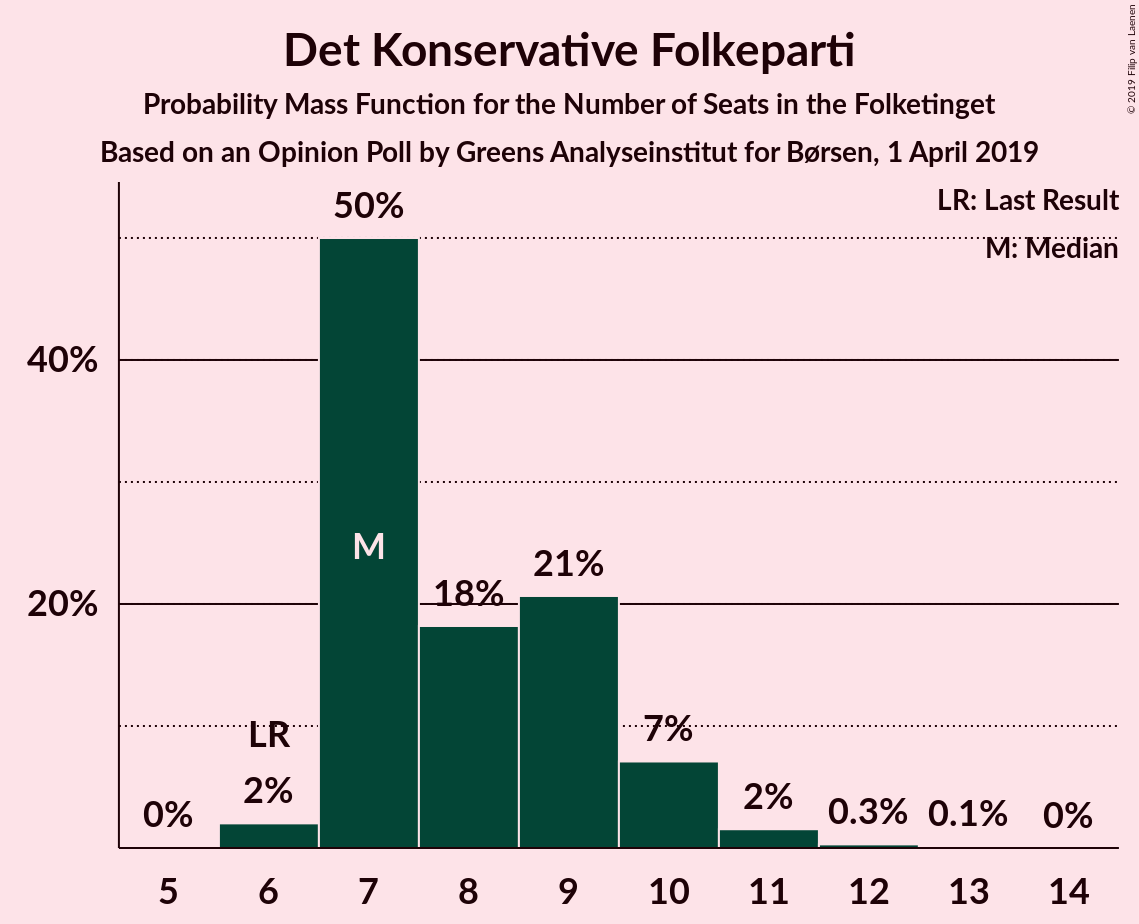 Det Konservative Folkeparti
Probability Mass Function for the Number of Seats in the Folketinget
Based on an Opinion Poll by Greens Analyseinstitut for Børsen, 1 April 2019
© 2019 Filip van Laenen
LR: Last Result
M: Median
50%
40%
M
21%
18%
20%
LR
7%
2%
2%
0%
0.3%
0.1%
0%
5 6 7 8 9 10 11 12 13 14